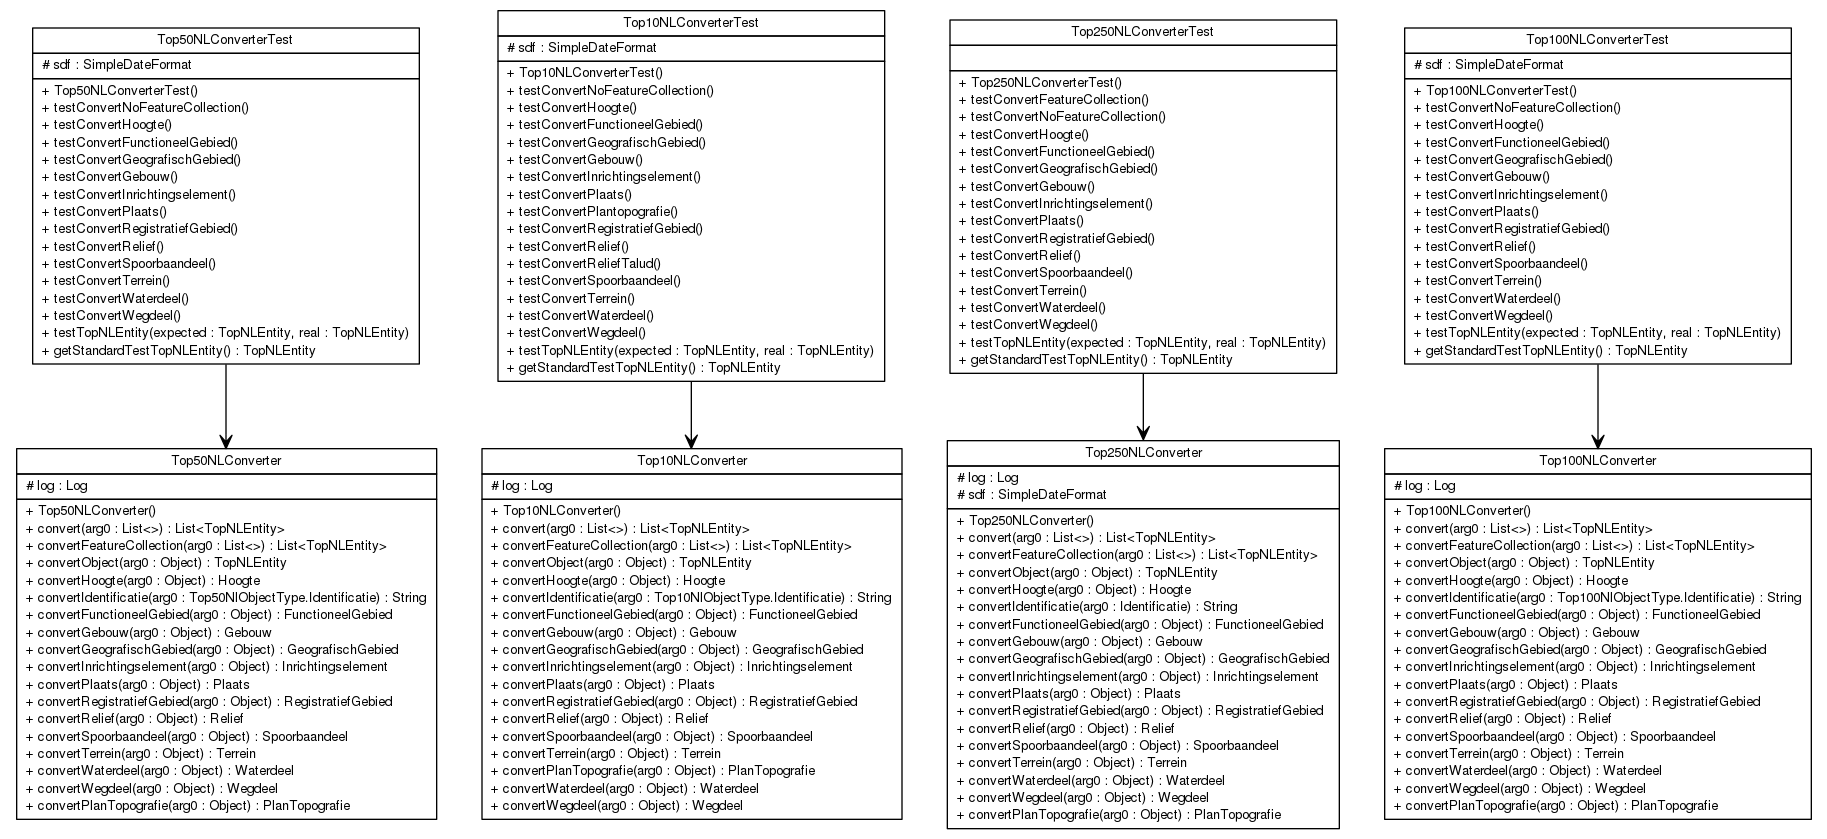 Top50NLConverterTest
# sdf : SimpleDateFormat
+ Top50NLConverterTest()
+ testConvertNoFeatureCollection()
+ testConvertHoogte()
+ testConvertFunctioneelGebied()
+ testConvertGeografischGebied()
+ testConvertGebouw()
+ testConvertInrichtingselement()
+ testConvertPlaats()
+ testConvertRegistratiefGebied()
+ testConvertRelief()
+ testConvertSpoorbaandeel()
+ testConvertTerrein()
+ testConvertWaterdeel()
+ testConvertWegdeel()
+ testTopNLEntity(expected : TopNLEntity, real : TopNLEntity)
+ getStandardTestTopNLEntity() : TopNLEntity
Top10NLConverterTest
# sdf : SimpleDateFormat
+ Top10NLConverterTest()
+ testConvertNoFeatureCollection()
+ testConvertHoogte()
+ testConvertFunctioneelGebied()
+ testConvertGeografischGebied()
+ testConvertGebouw()
+ testConvertInrichtingselement()
+ testConvertPlaats()
+ testConvertPlantopografie()
+ testConvertRegistratiefGebied()
+ testConvertRelief()
+ testConvertReliefTalud()
+ testConvertSpoorbaandeel()
+ testConvertTerrein()
+ testConvertWaterdeel()
+ testConvertWegdeel()
+ testTopNLEntity(expected : TopNLEntity, real : TopNLEntity)
+ getStandardTestTopNLEntity() : TopNLEntity
Top250NLConverterTest
+ Top250NLConverterTest()
+ testConvertFeatureCollection()
+ testConvertNoFeatureCollection()
+ testConvertHoogte()
+ testConvertFunctioneelGebied()
+ testConvertGeografischGebied()
+ testConvertGebouw()
+ testConvertInrichtingselement()
+ testConvertPlaats()
+ testConvertRegistratiefGebied()
+ testConvertRelief()
+ testConvertSpoorbaandeel()
+ testConvertTerrein()
+ testConvertWaterdeel()
+ testConvertWegdeel()
+ testTopNLEntity(expected : TopNLEntity, real : TopNLEntity)
+ getStandardTestTopNLEntity() : TopNLEntity
Top100NLConverterTest
# sdf : SimpleDateFormat
+ Top100NLConverterTest()
+ testConvertNoFeatureCollection()
+ testConvertHoogte()
+ testConvertFunctioneelGebied()
+ testConvertGeografischGebied()
+ testConvertGebouw()
+ testConvertInrichtingselement()
+ testConvertPlaats()
+ testConvertRegistratiefGebied()
+ testConvertRelief()
+ testConvertSpoorbaandeel()
+ testConvertTerrein()
+ testConvertWaterdeel()
+ testConvertWegdeel()
+ testTopNLEntity(expected : TopNLEntity, real : TopNLEntity)
+ getStandardTestTopNLEntity() : TopNLEntity
Top50NLConverter
# log : Log
+ Top50NLConverter()
+ convert(arg0 : List<>) : List<TopNLEntity>
+ convertFeatureCollection(arg0 : List<>) : List<TopNLEntity>
+ convertObject(arg0 : Object) : TopNLEntity
+ convertHoogte(arg0 : Object) : Hoogte
+ convertIdentificatie(arg0 : Top50NlObjectType.Identificatie) : String
+ convertFunctioneelGebied(arg0 : Object) : FunctioneelGebied
+ convertGebouw(arg0 : Object) : Gebouw
+ convertGeografischGebied(arg0 : Object) : GeografischGebied
+ convertInrichtingselement(arg0 : Object) : Inrichtingselement
+ convertPlaats(arg0 : Object) : Plaats
+ convertRegistratiefGebied(arg0 : Object) : RegistratiefGebied
+ convertRelief(arg0 : Object) : Relief
+ convertSpoorbaandeel(arg0 : Object) : Spoorbaandeel
+ convertTerrein(arg0 : Object) : Terrein
+ convertWaterdeel(arg0 : Object) : Waterdeel
+ convertWegdeel(arg0 : Object) : Wegdeel
+ convertPlanTopografie(arg0 : Object) : PlanTopografie
Top10NLConverter
# log : Log
+ Top10NLConverter()
+ convert(arg0 : List<>) : List<TopNLEntity>
+ convertFeatureCollection(arg0 : List<>) : List<TopNLEntity>
+ convertObject(arg0 : Object) : TopNLEntity
+ convertHoogte(arg0 : Object) : Hoogte
+ convertIdentificatie(arg0 : Top10NlObjectType.Identificatie) : String
+ convertFunctioneelGebied(arg0 : Object) : FunctioneelGebied
+ convertGebouw(arg0 : Object) : Gebouw
+ convertGeografischGebied(arg0 : Object) : GeografischGebied
+ convertInrichtingselement(arg0 : Object) : Inrichtingselement
+ convertPlaats(arg0 : Object) : Plaats
+ convertRegistratiefGebied(arg0 : Object) : RegistratiefGebied
+ convertRelief(arg0 : Object) : Relief
+ convertSpoorbaandeel(arg0 : Object) : Spoorbaandeel
+ convertTerrein(arg0 : Object) : Terrein
+ convertPlanTopografie(arg0 : Object) : PlanTopografie
+ convertWaterdeel(arg0 : Object) : Waterdeel
+ convertWegdeel(arg0 : Object) : Wegdeel
Top250NLConverter
# log : Log
# sdf : SimpleDateFormat
+ Top250NLConverter()
+ convert(arg0 : List<>) : List<TopNLEntity>
+ convertFeatureCollection(arg0 : List<>) : List<TopNLEntity>
+ convertObject(arg0 : Object) : TopNLEntity
+ convertHoogte(arg0 : Object) : Hoogte
+ convertIdentificatie(arg0 : Identificatie) : String
+ convertFunctioneelGebied(arg0 : Object) : FunctioneelGebied
+ convertGebouw(arg0 : Object) : Gebouw
+ convertGeografischGebied(arg0 : Object) : GeografischGebied
+ convertInrichtingselement(arg0 : Object) : Inrichtingselement
+ convertPlaats(arg0 : Object) : Plaats
+ convertRegistratiefGebied(arg0 : Object) : RegistratiefGebied
+ convertRelief(arg0 : Object) : Relief
+ convertSpoorbaandeel(arg0 : Object) : Spoorbaandeel
+ convertTerrein(arg0 : Object) : Terrein
+ convertWaterdeel(arg0 : Object) : Waterdeel
+ convertWegdeel(arg0 : Object) : Wegdeel
+ convertPlanTopografie(arg0 : Object) : PlanTopografie
Top100NLConverter
# log : Log
+ Top100NLConverter()
+ convert(arg0 : List<>) : List<TopNLEntity>
+ convertFeatureCollection(arg0 : List<>) : List<TopNLEntity>
+ convertObject(arg0 : Object) : TopNLEntity
+ convertHoogte(arg0 : Object) : Hoogte
+ convertIdentificatie(arg0 : Top100NlObjectType.Identificatie) : String
+ convertFunctioneelGebied(arg0 : Object) : FunctioneelGebied
+ convertGebouw(arg0 : Object) : Gebouw
+ convertGeografischGebied(arg0 : Object) : GeografischGebied
+ convertInrichtingselement(arg0 : Object) : Inrichtingselement
+ convertPlaats(arg0 : Object) : Plaats
+ convertRegistratiefGebied(arg0 : Object) : RegistratiefGebied
+ convertRelief(arg0 : Object) : Relief
+ convertSpoorbaandeel(arg0 : Object) : Spoorbaandeel
+ convertTerrein(arg0 : Object) : Terrein
+ convertWaterdeel(arg0 : Object) : Waterdeel
+ convertWegdeel(arg0 : Object) : Wegdeel
+ convertPlanTopografie(arg0 : Object) : PlanTopografie